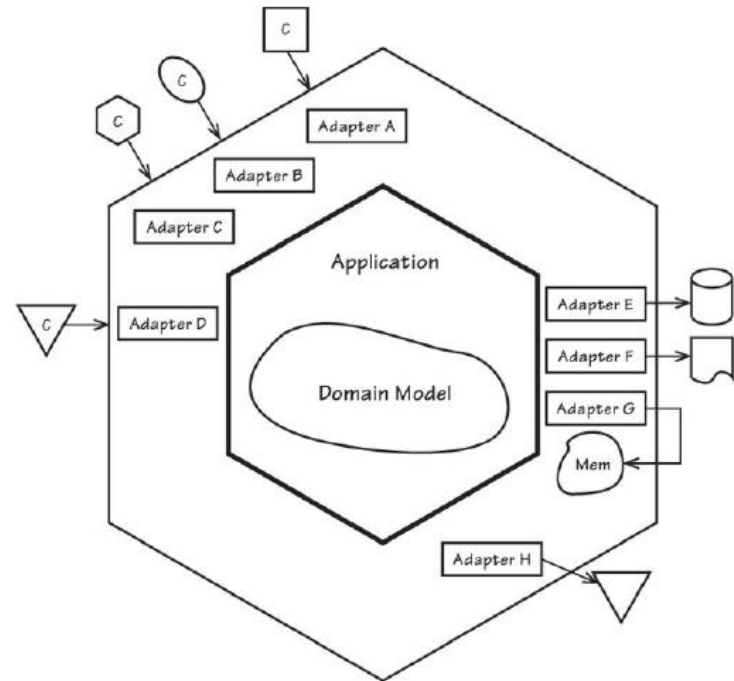 C
C
C
Adapter A
Adapter B
Adapter C
Application
C
Adapter D
Adapter E
Adapter F
Domain Model
Adapter G
Mem
Adapter H